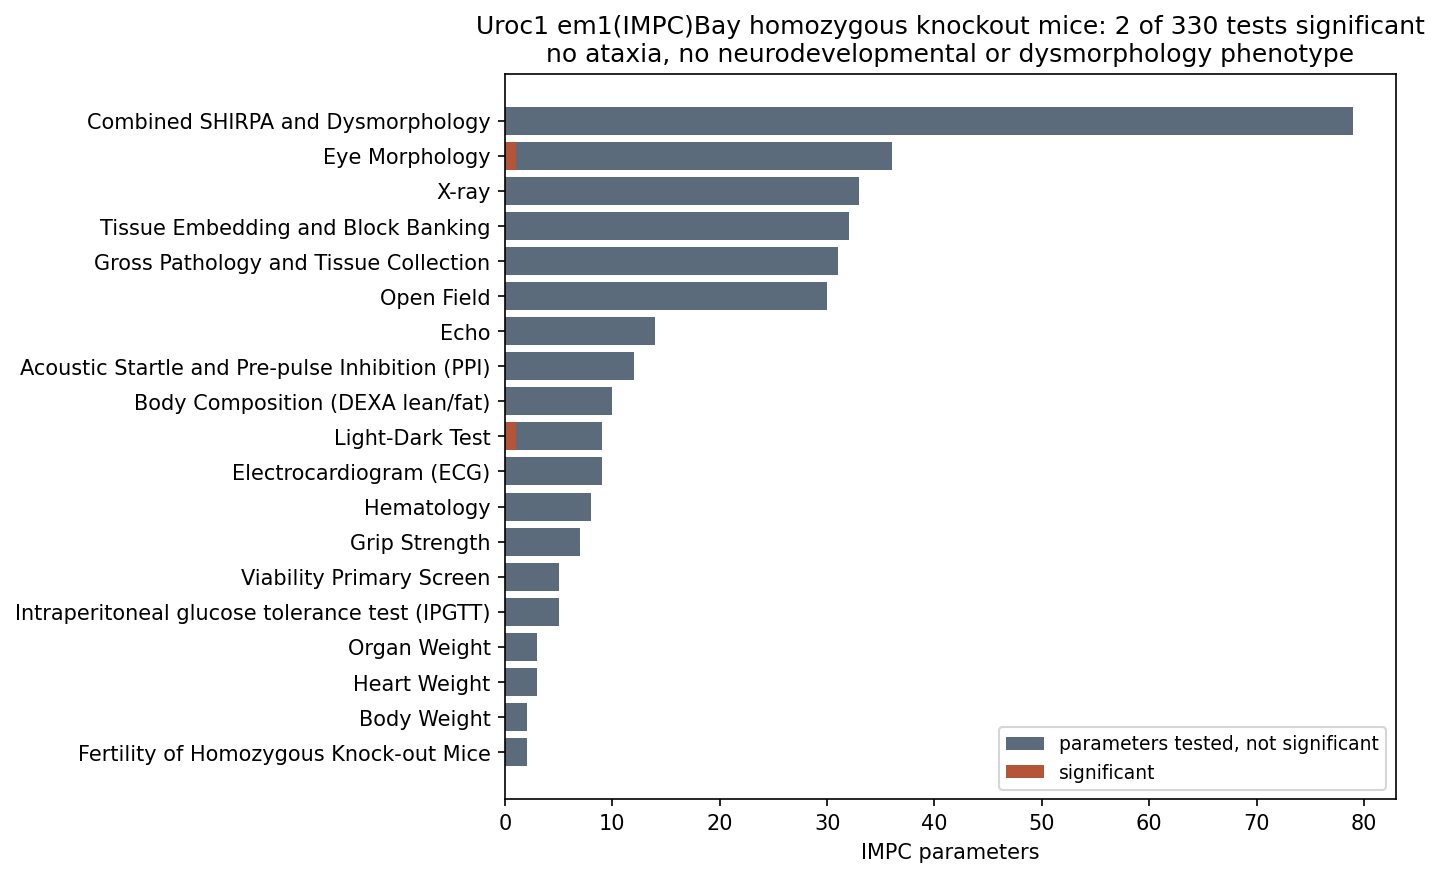 Uroc1 em1(IMPC)Bay homozygous knockout mice: 2 of 330 tests significant
no ataxia, no neurodevelopmental or dysmorphology phenotype
Combined SHIRPA and Dysmorphology
Eye Morphology
X-ray
Tissue Embedding and Block Banking
Gross Pathology and Tissue Collection
Open Field
Echo
Acoustic Startle and Pre-pulse Inhibition (PPI)
Body Composition (DEXA lean/fat)
Light-Dark Test
Electrocardiogram (ECG)
Hematology
Grip Strength
Viability Primary Screen
Intraperitoneal glucose tolerance test (IPGTT)
Organ Weight
Heart Weight
Body Weight
Fertility of Homozygous Knock-out Mice
parameters tested, not significant
significant
0 10 20 30 40 50 60 70 80
IMPC parameters